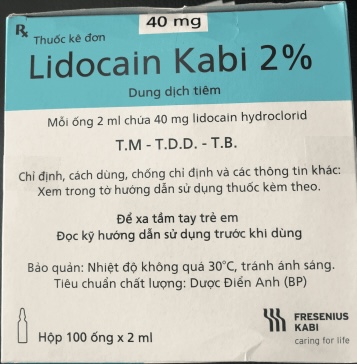 40 mg
Rx Thuốc kê đơn
Lidocain Kabi 2%
Dung dịch tiêm
Mỗi ống 2 ml chứa 40 mg lidocain hydroclorid
T.M - T.D.D. - T.B.
Chỉ định, cách dùng, chống chỉ định và các thông tin khác:
Xem trong tờ hướng dẫn sử dụng thuốc kèm theo.
Để xa tầm tay trẻ em
Đọc kỹ hướng dẫn sử dụng trước khi dùng
Bảo quản: Nhiệt độ không quá 30°C, tránh ánh sáng.
Tiêu chuẩn chất lượng: Dược Điển Anh (BP)
Hộp 100 ống x 2 ml
FRESENIUS
KABI
caring for life